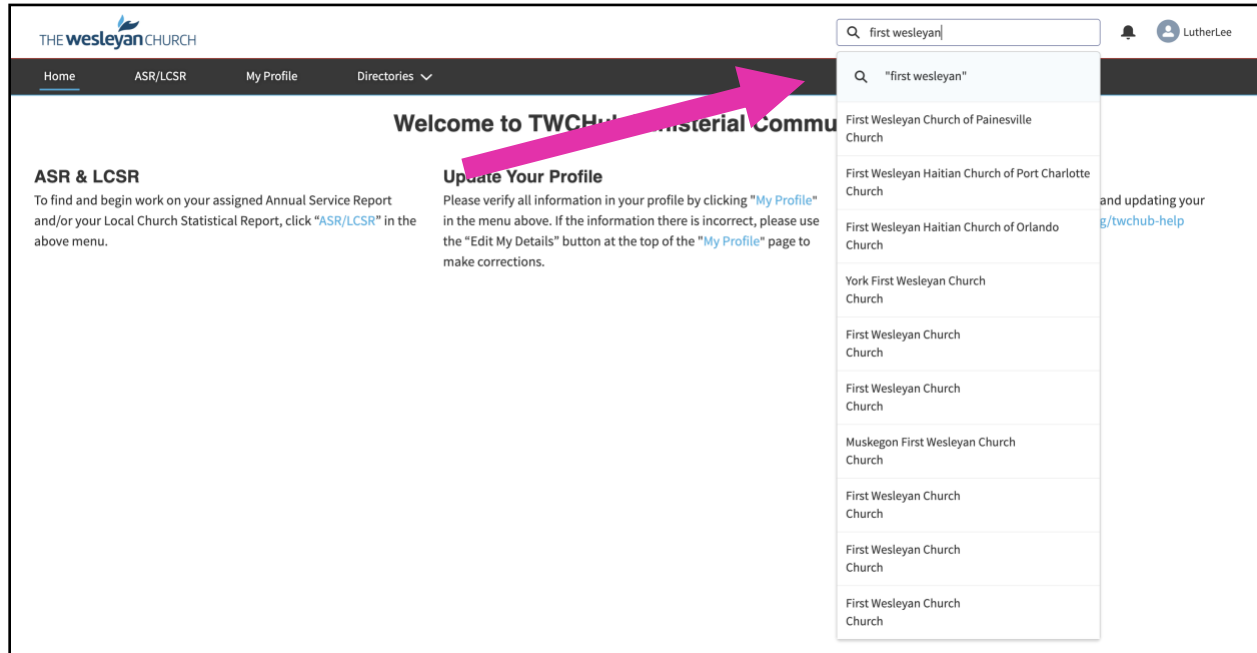 THE wesleyan CHURCH
first wesleyan
LutherLee
Home ASR/LCSR My Profile Directories
"first wesleyan"
Welcome to TWCHub Commu
ASR & LCSR
To find and begin work on your assigned Annual Service Report
and/or your Local Church Statistical Report, click “ASR/LCSR” in the
above menu.
Update Your Profile
Please verify all information in your profile by clicking "My Profile"
in the menu above. If the information there is incorrect, please use
the “Edit My Details” button at the top of the "My Profile" page to
make corrections.
First Wesleyan Church of Painesville
Church
First Wesleyan Haitian Church of Port Charlotte
Church
First Wesleyan Haitian Church of Orlando
Church
York First Wesleyan Church
Church
First Wesleyan Church
Church
First Wesleyan Church
Church
Muskegon First Wesleyan Church
Church
First Wesleyan Church
Church
First Wesleyan Church
Church
First Wesleyan Church
Church
and updating your
g/twchub-help